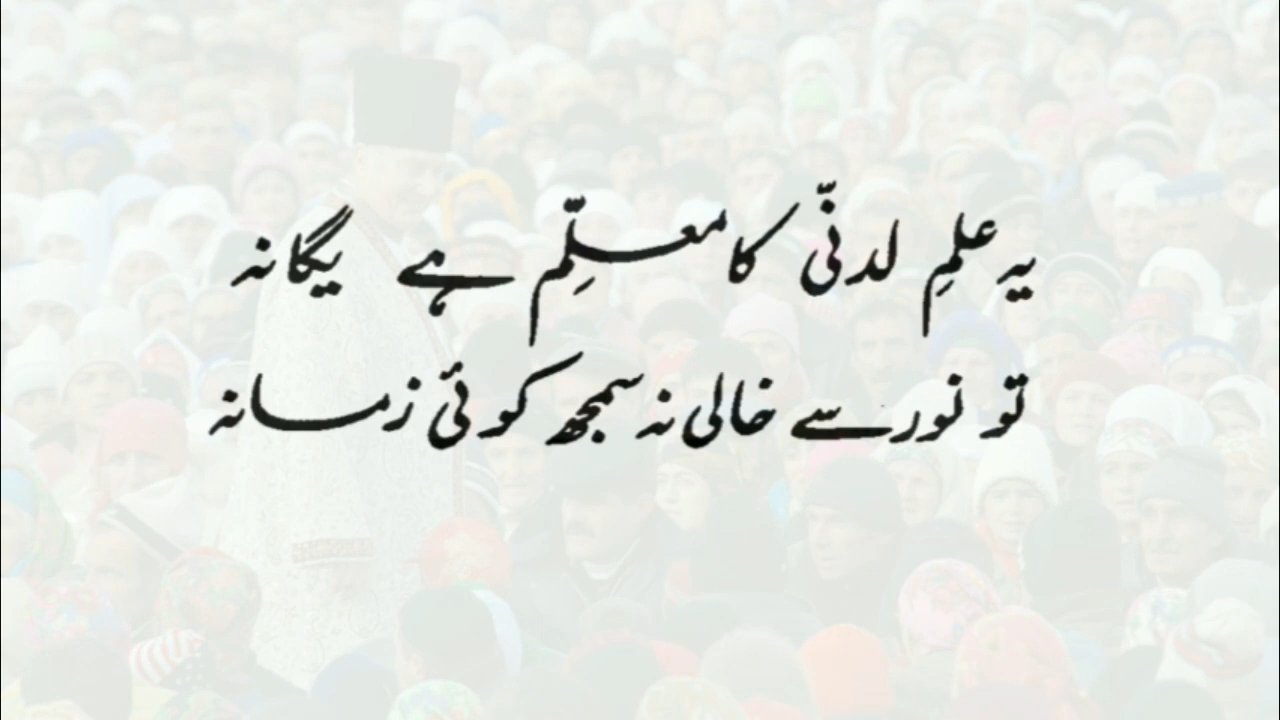 یہ علمِ لدنّی کا معلِّم ہے یگانہ
تو نور سے خالی نہ سمجھ کوئی زمانہ